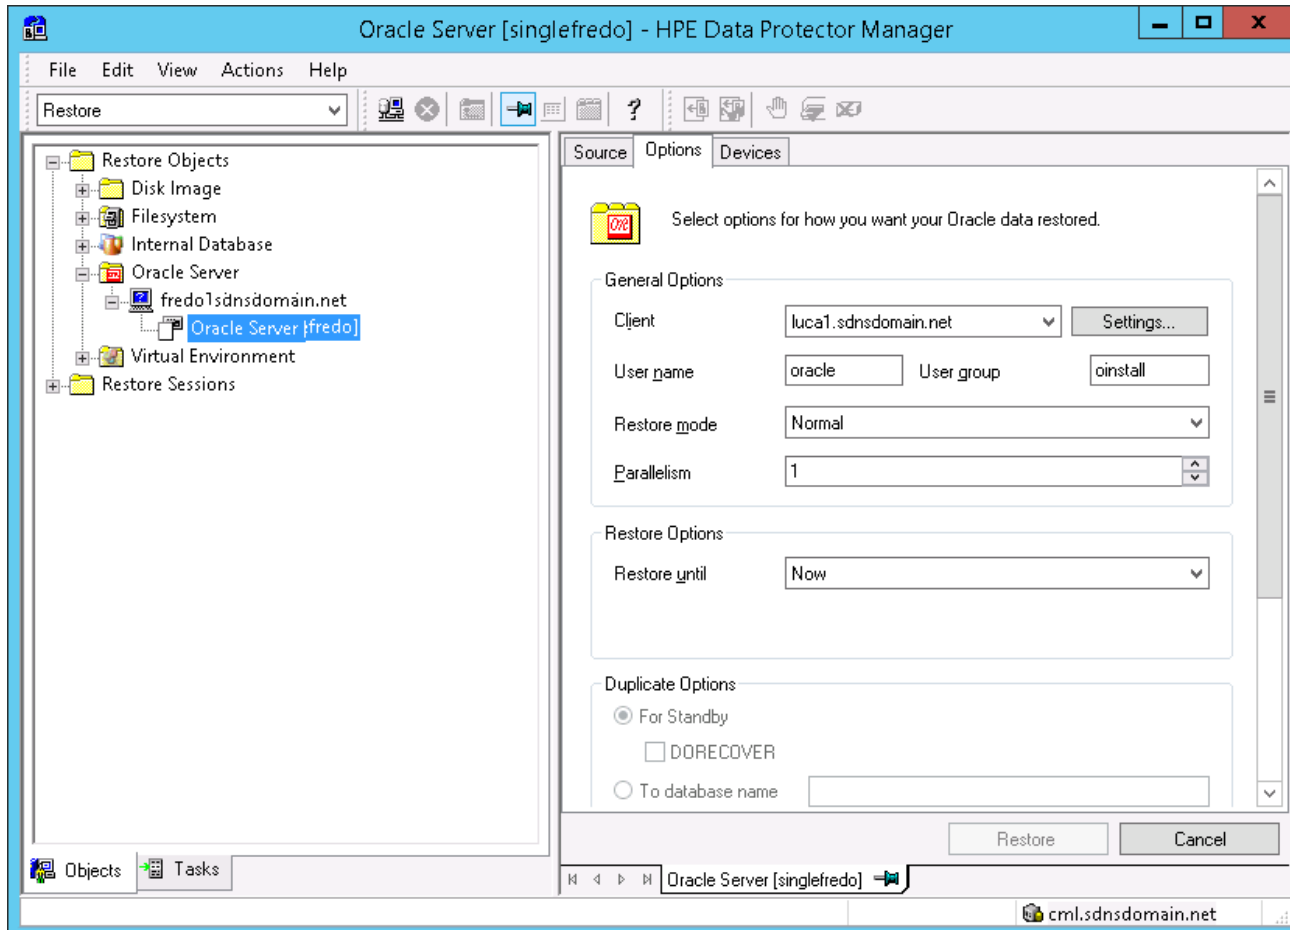 Oracle Server [singlefredo] - HPE Data Protector Manager
File Edit View Actions Help
Restore
Source Options Devices
Restore Objects
Disk Image
Filesystem
Internal Database
Oracle Server
fredo1sdnsdomain.net
Oracle Server [fredo]
Virtual Environment
Restore Sessions
Select options for how you want your Oracle data restored.
General Options
Client luca1.sdnsdomain.net Settings...
User name oracle User group oinstall
Restore mode Normal
Parallelism 1
Restore Options
Restore until Now
Duplicate Options
For Standby
DORECOVER
To database name
Restore Cancel
Objects Tasks
Oracle Server [singlefredo]
cml.sdnsdomain.net